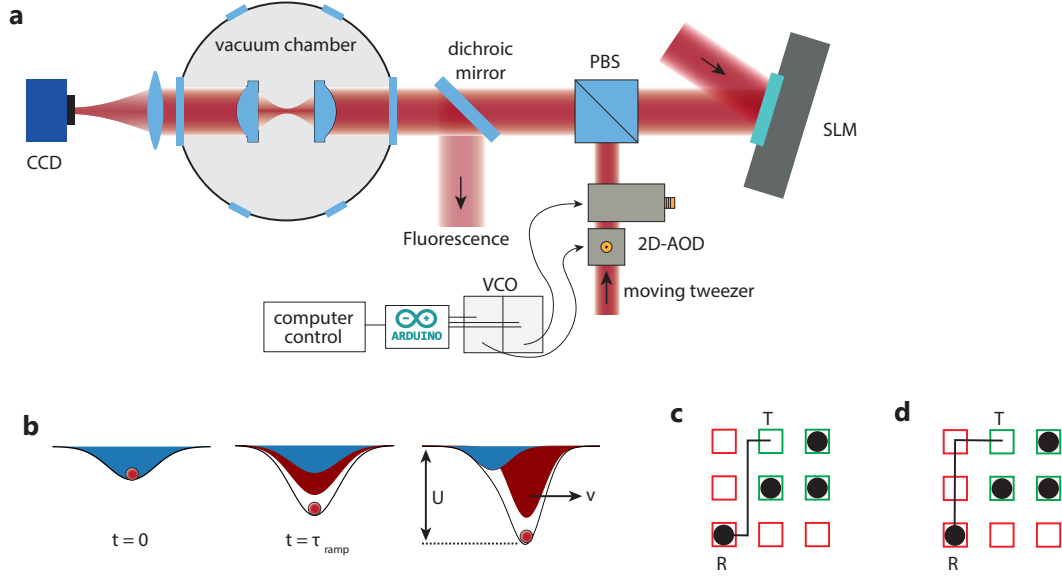 a
vacuum chamber
dichroic
mirror
PBS
SLM
CCD
Fluorescence
2D-AOD
moving tweezer
VCO
computer
control
ARDUINO
b
U
v
t = 0
t = τ ramp
c
T
R
d
T
R